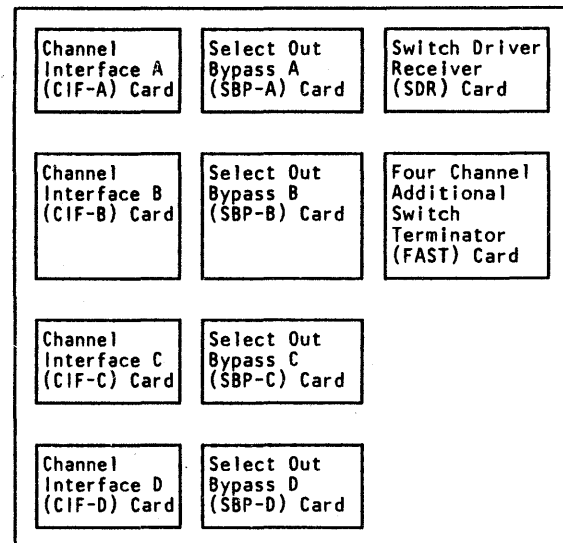 Channel
Interface A
(CIF-A) Card
Select Out
Bypass A
(SBP-A) Card
Switch Driver
Receiver
(SDR) Card
Channel
Interface B
(CIF-B) Card
Select Out
Bypass B
(SBP-B) Card
Four Channel
Additional
Switch
Terminator
(FAST) Card
Channel
Interface C
(CIF-C) Card
Select Out
Bypass C
(SBP-C) Card
Channel
Interface D
(CIF-D) Card
Select Out
Bypass D
(SBP-D) Card